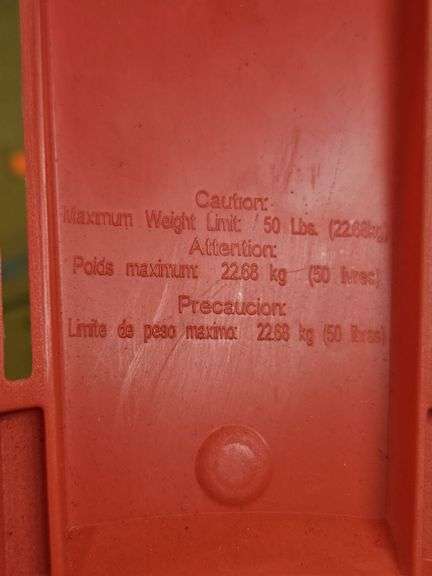 Caution:
Maximum Weight Limit: 50 Lbs. (22.68kg)
Attention:
Poids maximum: 22.68 kg (50 livres)
Precaucion:
Limite de peso maximo: 22.68 kg (50 libres)